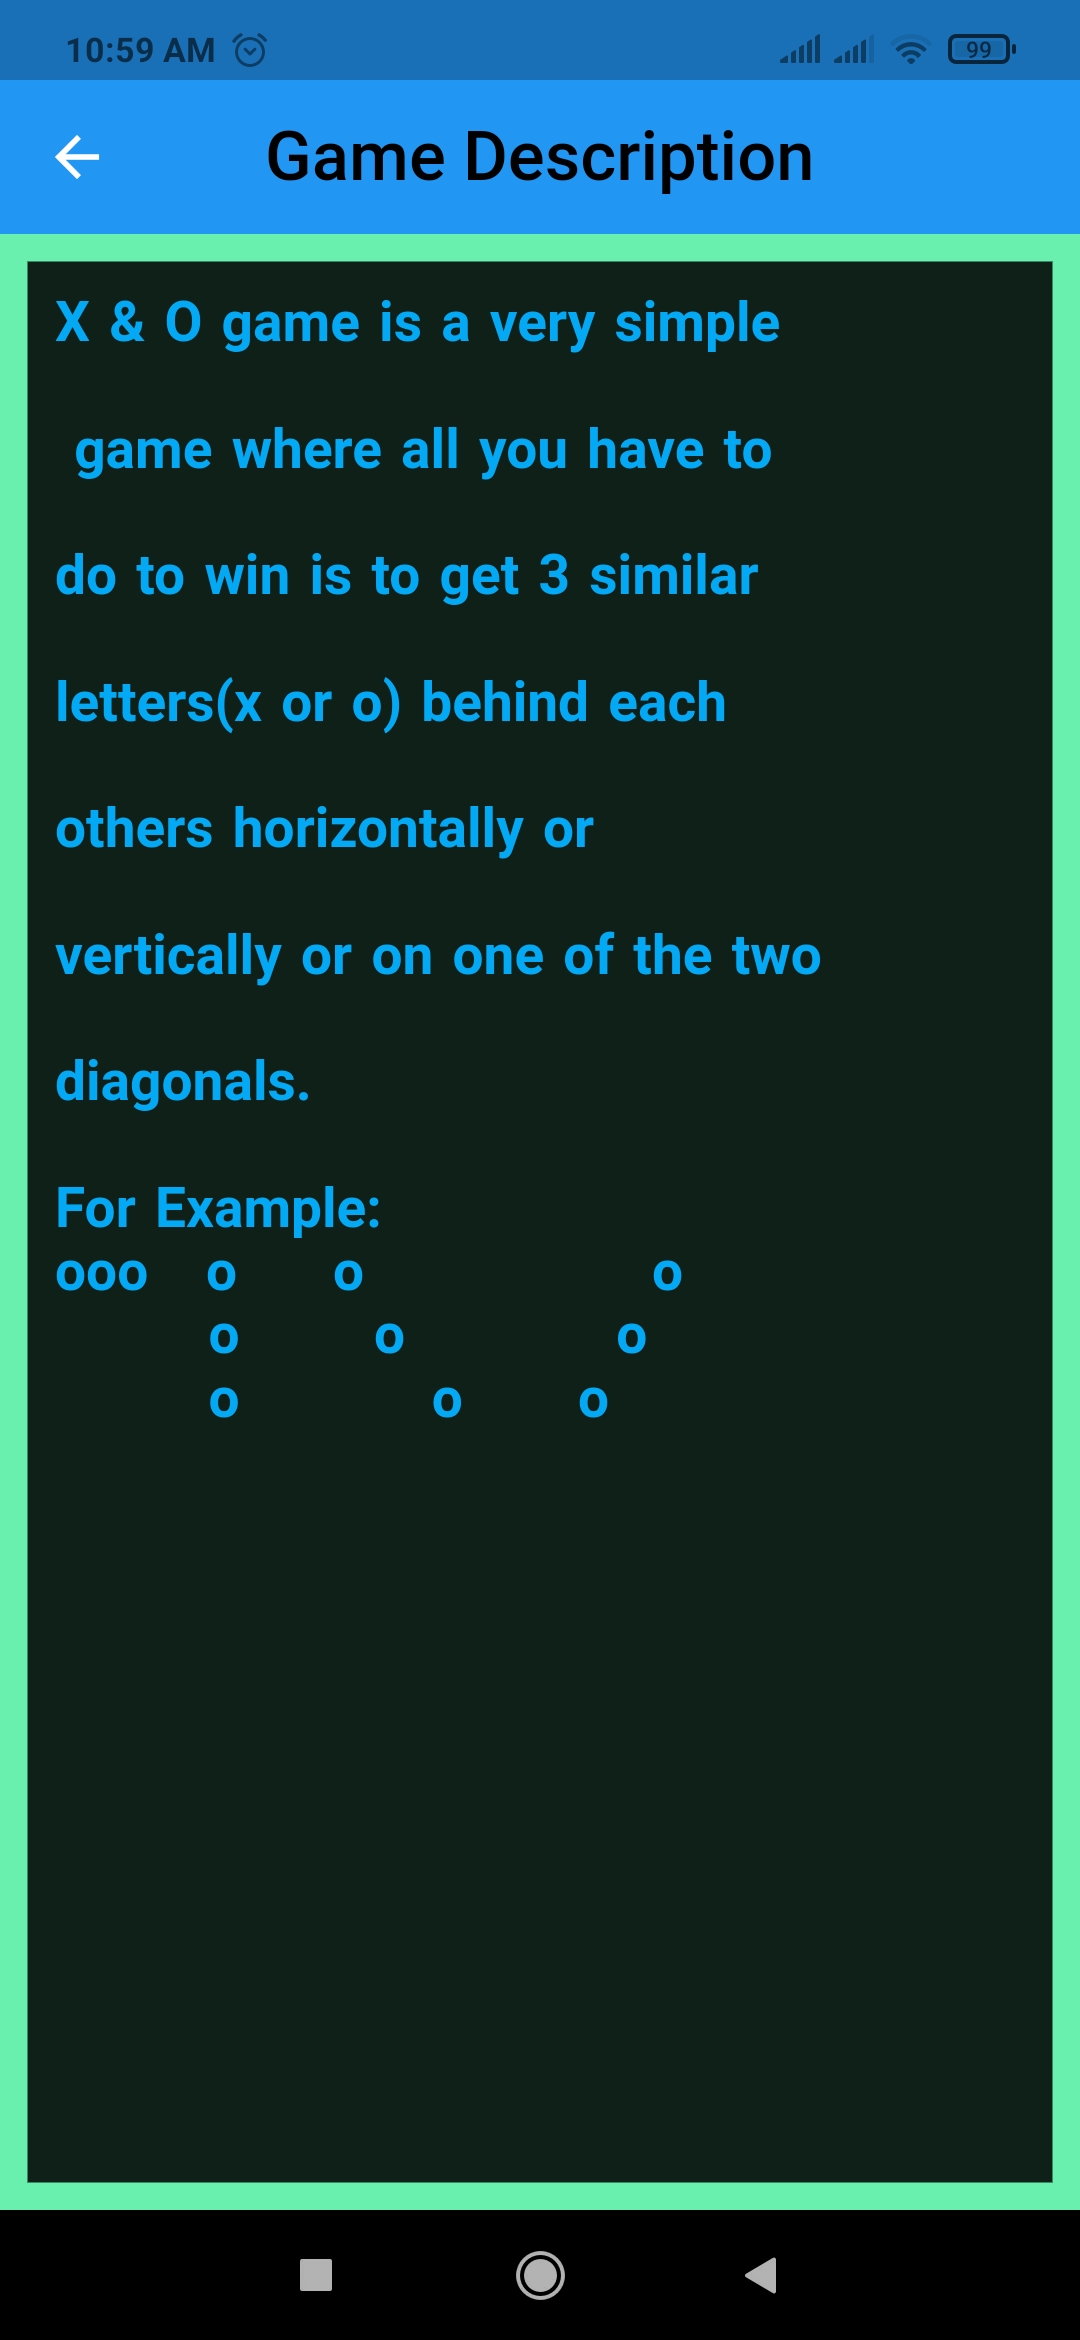 10:59 AM 99
Game Description
X & O game is a very simple
game where all you have to
do to win is to get 3 similar
letters(x or o) behind each
others horizontally or
vertically or on one of the two
diagonals.
For Example:
ooo o o o
o o o
o o o